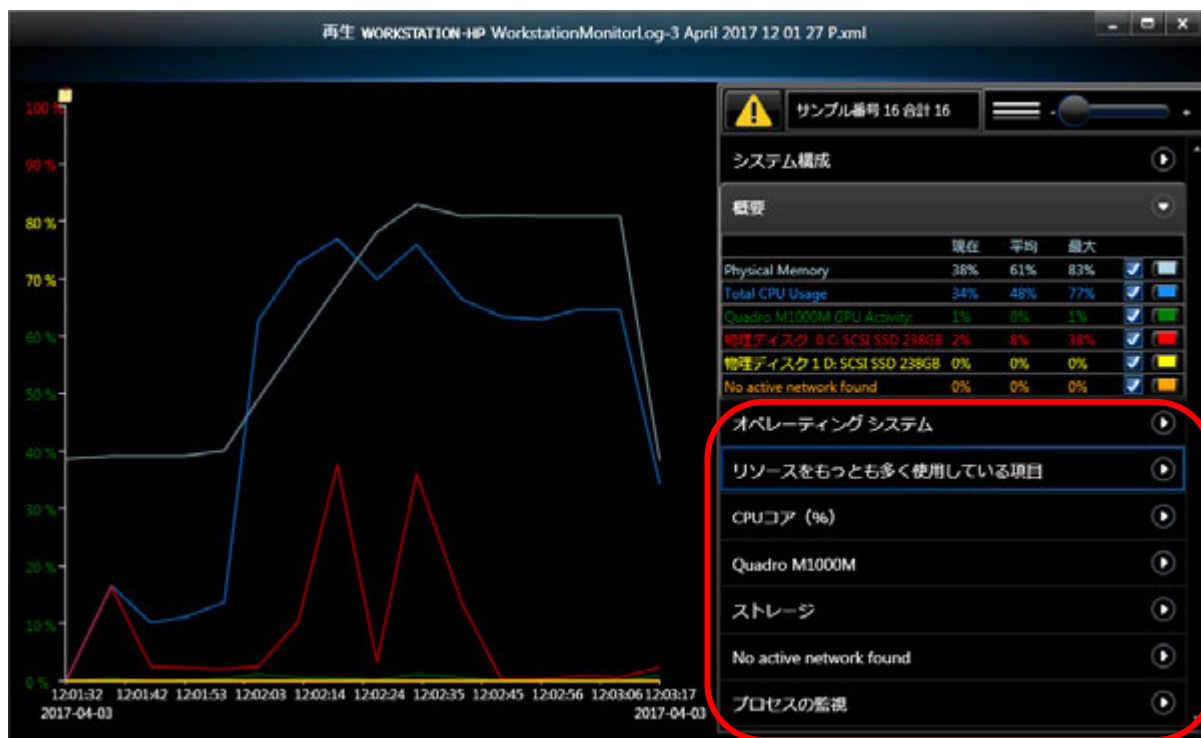 再生 WORKSTATION-HP WorkstationMonitorLog-3 April 2017 12 01 27 P.xml
100 %
90 %
80 %
70 %
60 %
50 %
40 %
30 %
20 %
10 %
0 %
12:01:32 12:01:42 12:01:53 12:02:03 12:02:14 12:02:24 12:02:35 12:02:45 12:02:56 12:03:06 12:03:17
2017-04-03 2017-04-03
サンプル番号 16 合計 16
- +
システム構成
概要
現在 平均 最大
Physical Memory 38% 61% 83%
Total CPU Usage 34% 48% 77%
Quadro M1000M GPU Activity: 1% 0% 1%
物理ディスク 0 C: SCSI SSD 238GB 2% 8% 38%
物理ディスク 1 D: SCSI SSD 238GB 0% 0% 0%
No active network found 0% 0% 0%
オペレーティング システム
リソースをもっとも多く使用している項目
CPUコア（%）
Quadro M1000M
ストレージ
No active network found
プロセスの監視